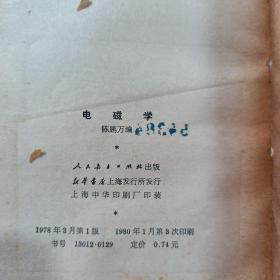 电磁学
陈鹏万编
*
人民教育出版社出版
新华书店上海发行所发行
上海中华印刷厂印装
*
1978年3月第1版 1980年1月第3次印刷
书号 13012·0129 定价 0.74元